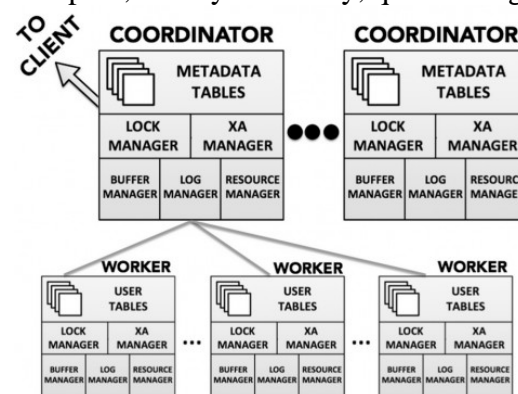 TO
CLIENT
COORDINATOR
METADATA
TABLES
LOCK
MANAGER
XA
MANAGER
BUFFER
MANAGER
LOG
MANAGER
RESOURCE
MANAGER
COORDINATOR
METADATA
TABLES
LOCK
MANAGER
XA
MANAGER
BUFFER
MANAGER
LOG
MANAGER
WORKER
USER
TABLES
LOCK
MANAGER
XA
MANAGER
BUFFER
MANAGER
LOG
MANAGER
RESOURCE
MANAGER
...
WORKER
USER
TABLES
LOCK
MANAGER
XA
MANAGER
BUFFER
MANAGER
LOG
MANAGER
RESOURCE
MANAGER
...
WORKER
USER
TABLES
LOCK
MANAGER
XA
MANAGER
BUFFER
MANAGER
LOG
MANAGER
RESOURCE
MANAGER